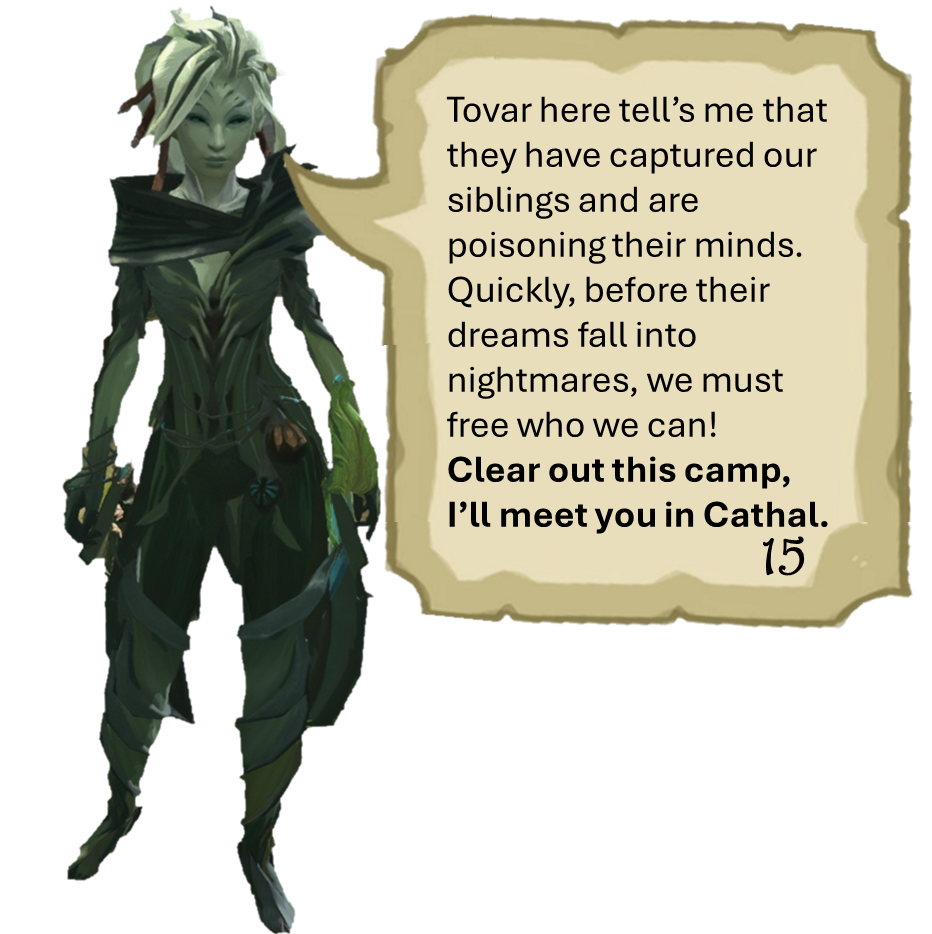 Tovar here tell’s me that
they have captured our
siblings and are
poisoning their minds.
Quickly, before their
dreams fall into
nightmares, we must
free who we can!
Clear out this camp,
I’ll meet you in Cathal.
15